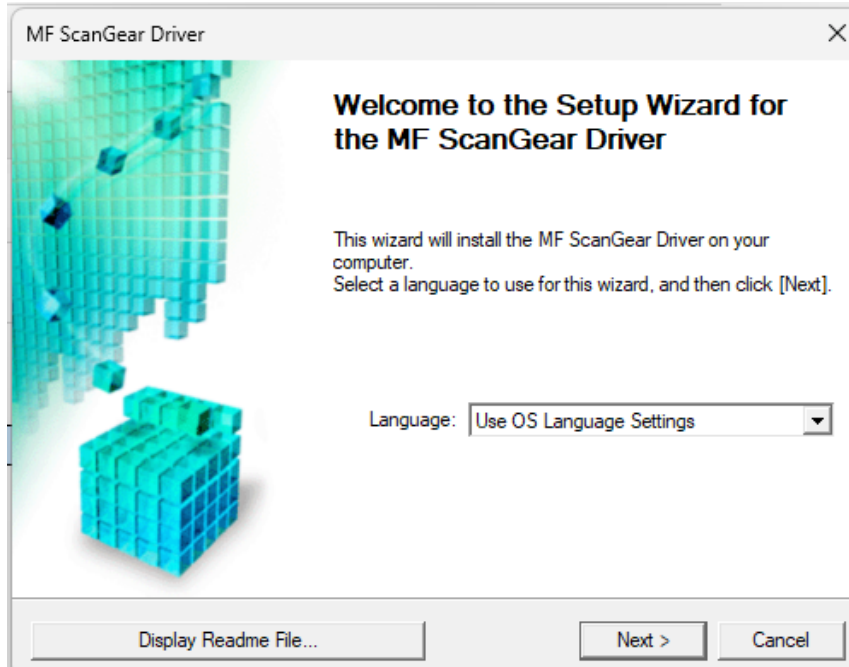 MF ScanGear Driver
Welcome to the Setup Wizard for
the MF ScanGear Driver
This wizard will install the MF ScanGear Driver on your
computer.
Select a language to use for this wizard, and then click [Next].
Language: Use OS Language Settings
Display Readme File... Next > Cancel